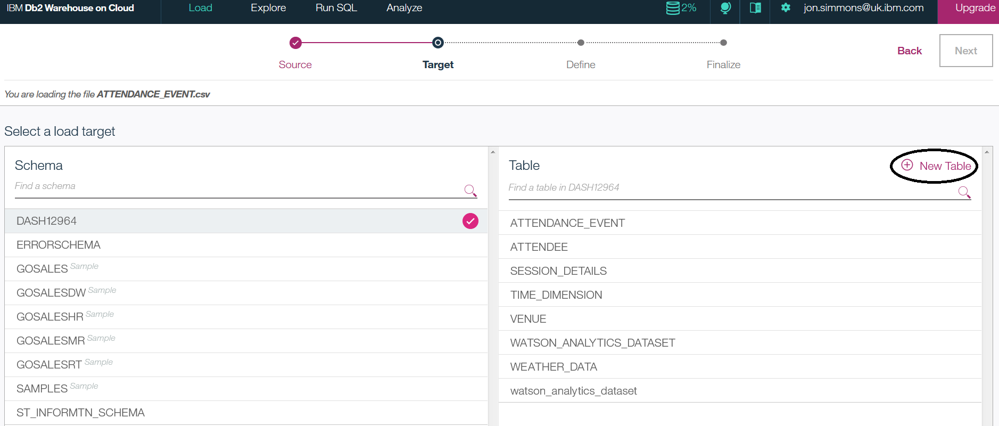 IBM Db2 Warehouse on Cloud Load Explore Run SQL Analyze 2% jon.simmons@uk.ibm.com Upgrade
Source Target Define Finalize Back Next
You are loading the file ATTENDANCE_EVENT.csv
Select a load target
Schema
Find a schema
DASH12964
ERRORSCHEMA
GOSALES Sample
GOSALESDW Sample
GOSALESHR Sample
GOSALESMR Sample
GOSALESRT Sample
SAMPLES Sample
ST_INFORMTN_SCHEMA
Table New Table
Find a table in DASH12964
ATTENDANCE_EVENT
ATTENDEE
SESSION_DETAILS
TIME_DIMENSION
VENUE
WATSON_ANALYTICS_DATASET
WEATHER_DATA
watson_analytics_dataset